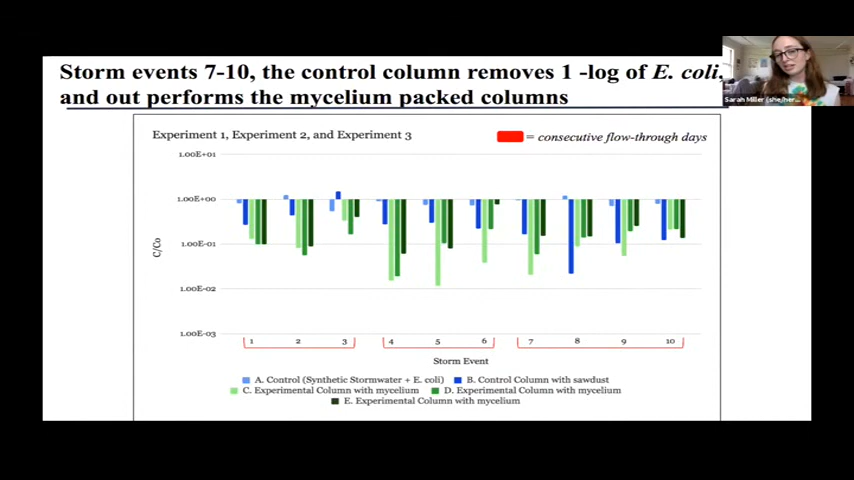 Storm events 7-10, the control column removes 1 -log of E. coli,
and out performs the mycelium packed columns
Sarah Miller (she/her...
Experiment 1, Experiment 2, and Experiment 3
= consecutive flow-through days
1.00E+01
1.00E+00
1.00E-01
1.00E-02
1.00E-03
C/Co
1 2 3 4 5 6 7 8 9 10
Storm Event
A. Control (Synthetic Stormwater + E. coli) B. Control Column with sawdust
C. Experimental Column with mycelium D. Experimental Column with mycelium
E. Experimental Column with mycelium